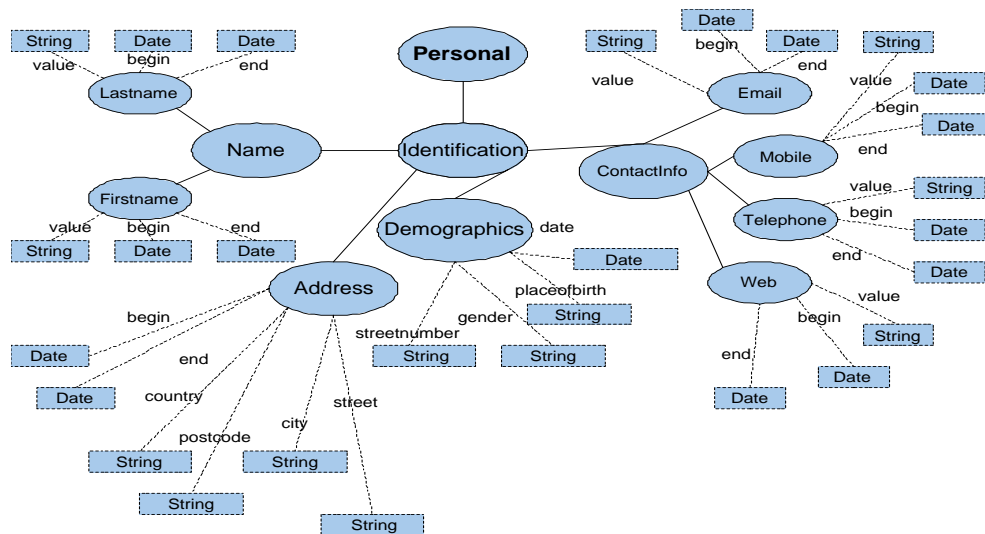 Date
String Date Date Personal String Date String
value begin end begin end
value value
Lastname Email Date
begin
Date
Name Identification end
ContactInfo Mobile
Firstname value
String
value begin end Telephone begin
Demographics date
String Date Date Date
end
Date Date
Address Web
placeofbirth value
begin String begin
streetnumber gender String
Date end String String end
Date Date
Date country street
postcode city
String String
String
String